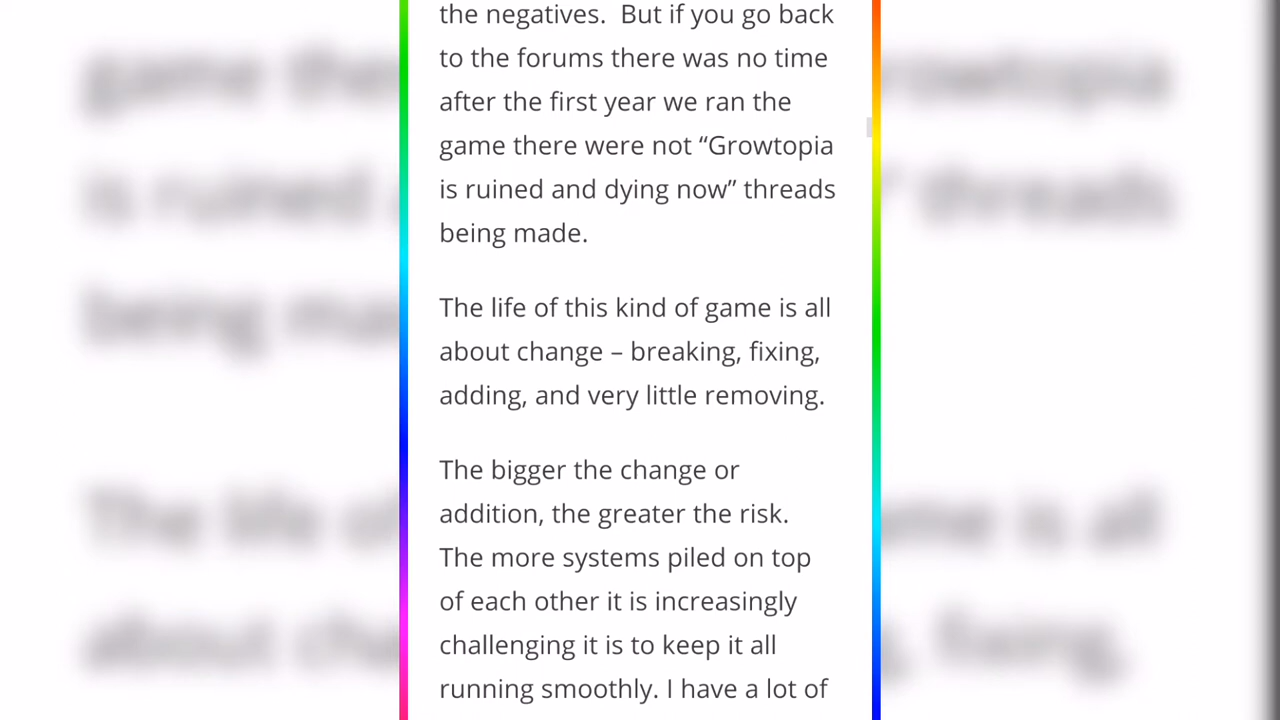 the negatives.  But if you go back
to the forums there was no time
after the first year we ran the
game there were not “Growtopia
is ruined and dying now” threads
being made.
The life of this kind of game is all
about change – breaking, fixing,
adding, and very little removing.
The bigger the change or
addition, the greater the risk.
The more systems piled on top
of each other it is increasingly
challenging it is to keep it all
running smoothly. I have a lot of